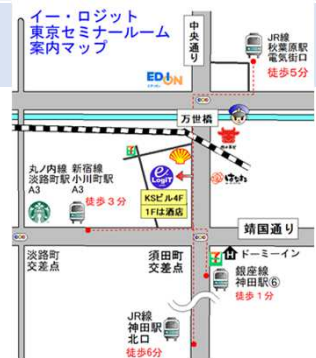 イー・ロジット
東京セミナールーム
案内マップ
中央通り
JR線
秋葉原駅
電気街口
徒歩5分
EDION
万世橋
丸ノ内線 新宿線
淡路町駅 小川町駅
A3 A3
徒歩3分
e
LogiT
KSビル4F
1Fは酒店
はなまる
靖国通り
淡路町
交差点
須田町
交差点
ドーミーイン
銀座線
神田駅⑥
徒歩1分
JR線
神田駅
北口
徒歩6分